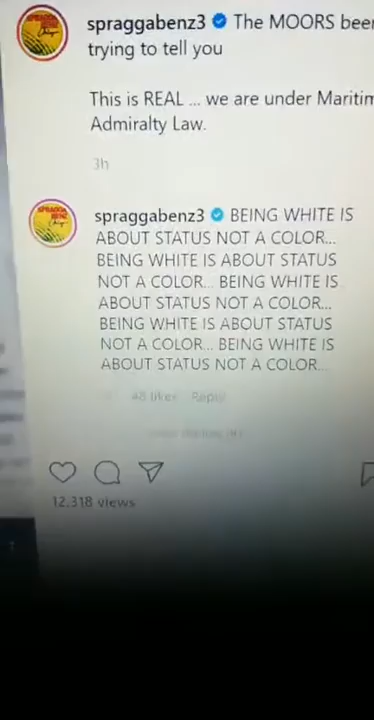 spraggabenz3 The MOORS been
trying to tell you
This is REAL ... we are under Maritim
Admiralty Law.
3h
spraggabenz3 BEING WHITE IS
ABOUT STATUS NOT A COLOR...
BEING WHITE IS ABOUT STATUS
NOT A COLOR... BEING WHITE IS
ABOUT STATUS NOT A COLOR...
BEING WHITE IS ABOUT STATUS
NOT A COLOR... BEING WHITE IS
ABOUT STATUS NOT A COLOR...
48 likes Reply
12,318 views